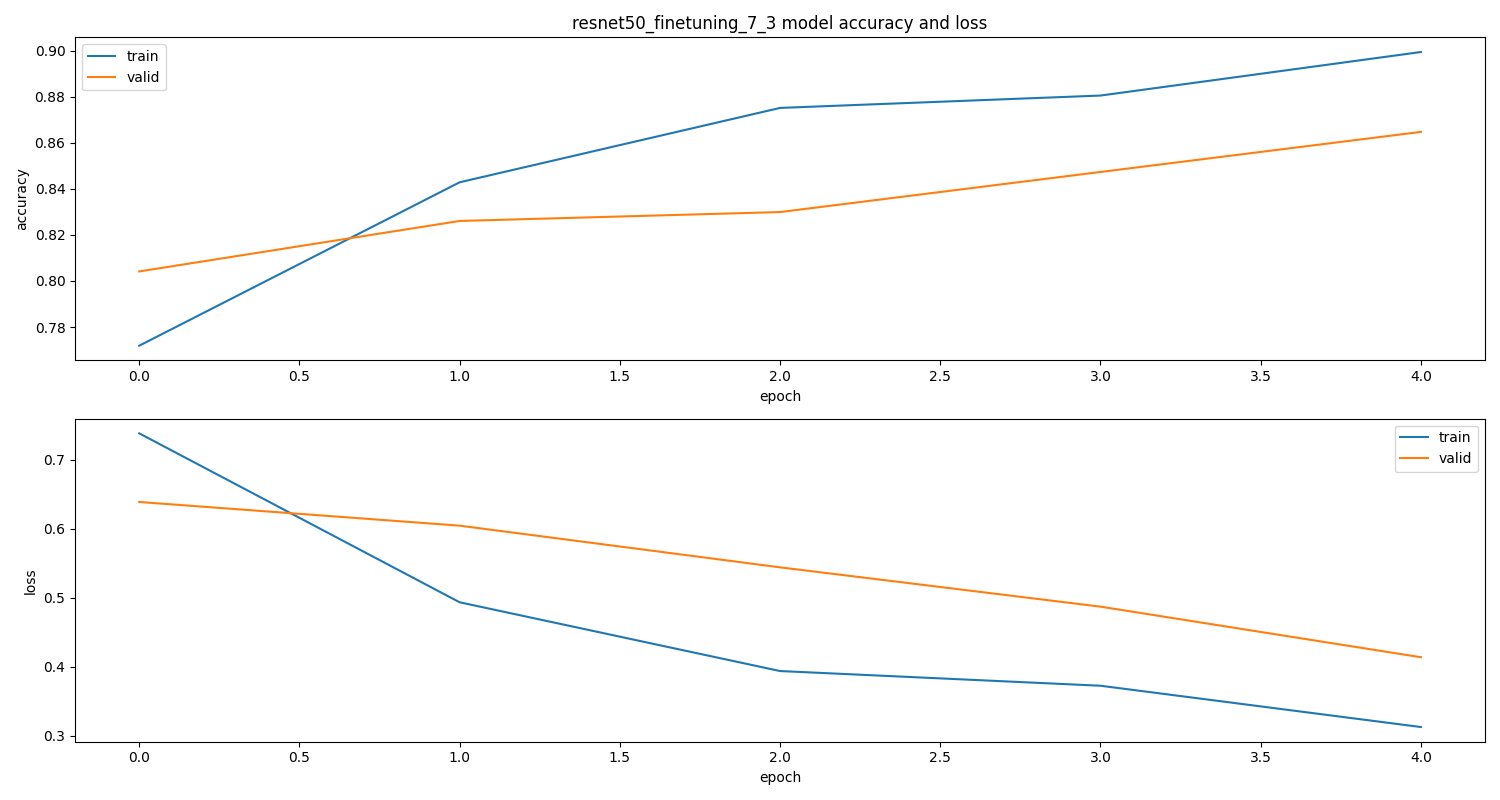 resnet50_finetuning_7_3 model accuracy and loss
train
valid
accuracy
0.90
0.88
0.86
0.84
0.82
0.80
0.78
0.0 0.5 1.0 1.5 2.0 2.5 3.0 3.5 4.0
epoch
train
valid
loss
0.7
0.6
0.5
0.4
0.3
0.0 0.5 1.0 1.5 2.0 2.5 3.0 3.5 4.0
epoch